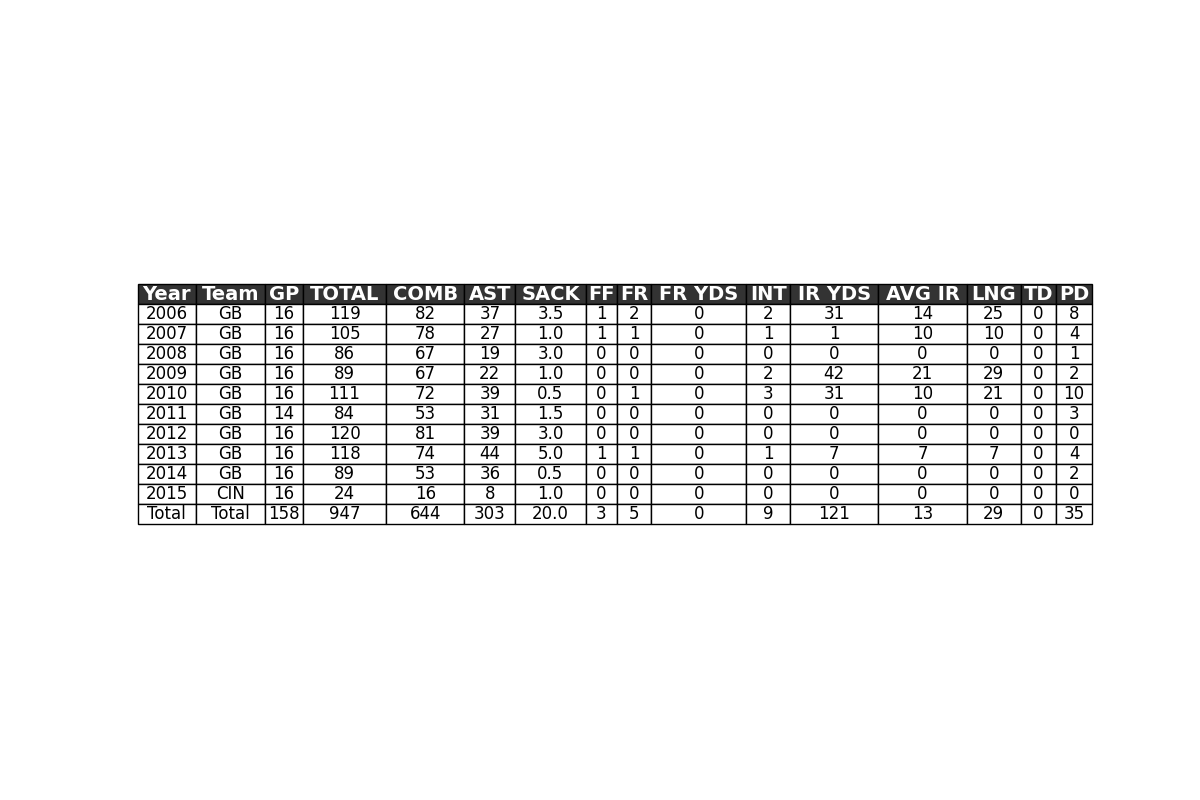 Year Team GP TOTAL COMB AST SACK FF FR FR YDS INT IR YDS AVG IR LNG TD PD
2006 GB 16 119 82 37 3.5 1 2 0 2 31 14 25 0 8
2007 GB 16 105 78 27 1.0 1 1 0 1 1 10 10 0 4
2008 GB 16 86 67 19 3.0 0 0 0 0 0 0 0 0 1
2009 GB 16 89 67 22 1.0 0 0 0 2 42 21 29 0 2
2010 GB 16 111 72 39 0.5 0 1 0 3 31 10 21 0 10
2011 GB 14 84 53 31 1.5 0 0 0 0 0 0 0 0 3
2012 GB 16 120 81 39 3.0 0 0 0 0 0 0 0 0 0
2013 GB 16 118 74 44 5.0 1 1 0 1 7 7 7 0 4
2014 GB 16 89 53 36 0.5 0 0 0 0 0 0 0 0 2
2015 CIN 16 24 16 8 1.0 0 0 0 0 0 0 0 0 0
Total Total 158 947 644 303 20.0 3 5 0 9 121 13 29 0 35